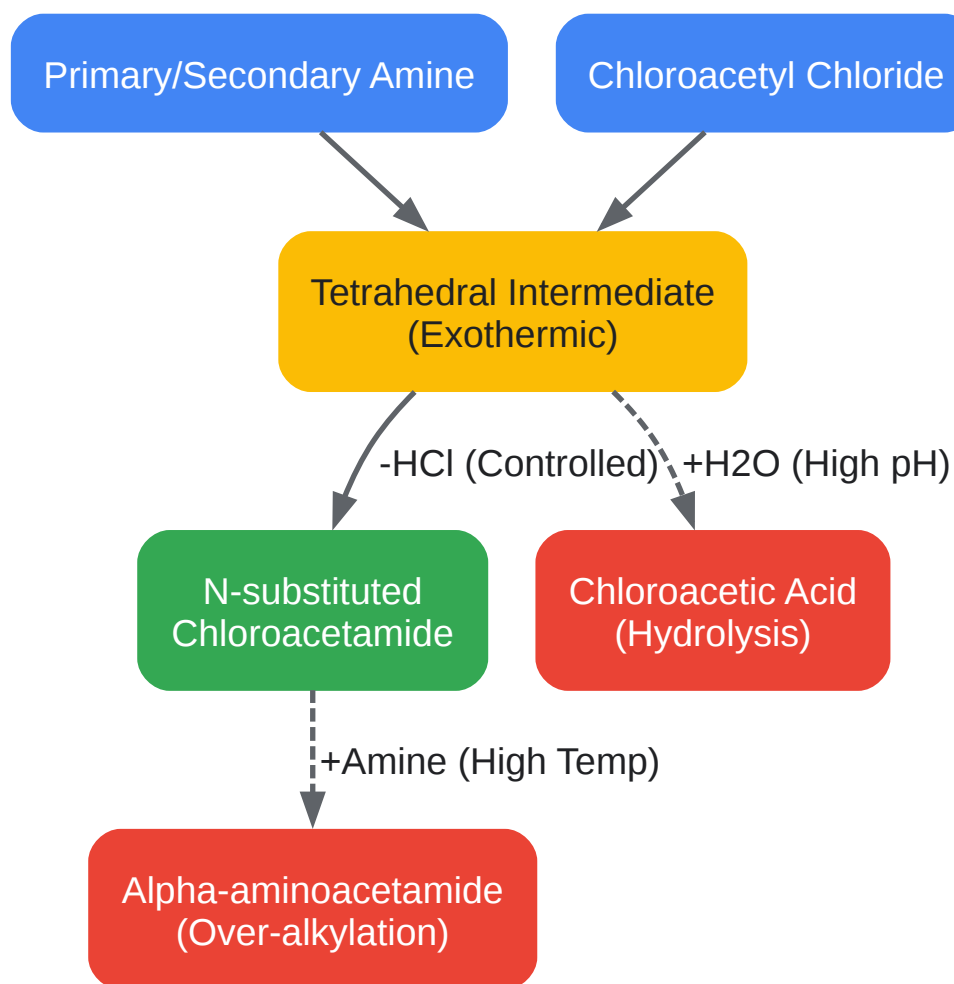 Primary/Secondary Amine
Chloroacetyl Chloride
Tetrahedral Intermediate
(Exothermic)
-HCl (Controlled)
+H2O (High pH)
N-substituted
Chloroacetamide
Chloroacetic Acid
(Hydrolysis)
+Amine (High Temp)
Alpha-aminoacetamide
(Over-alkylation)